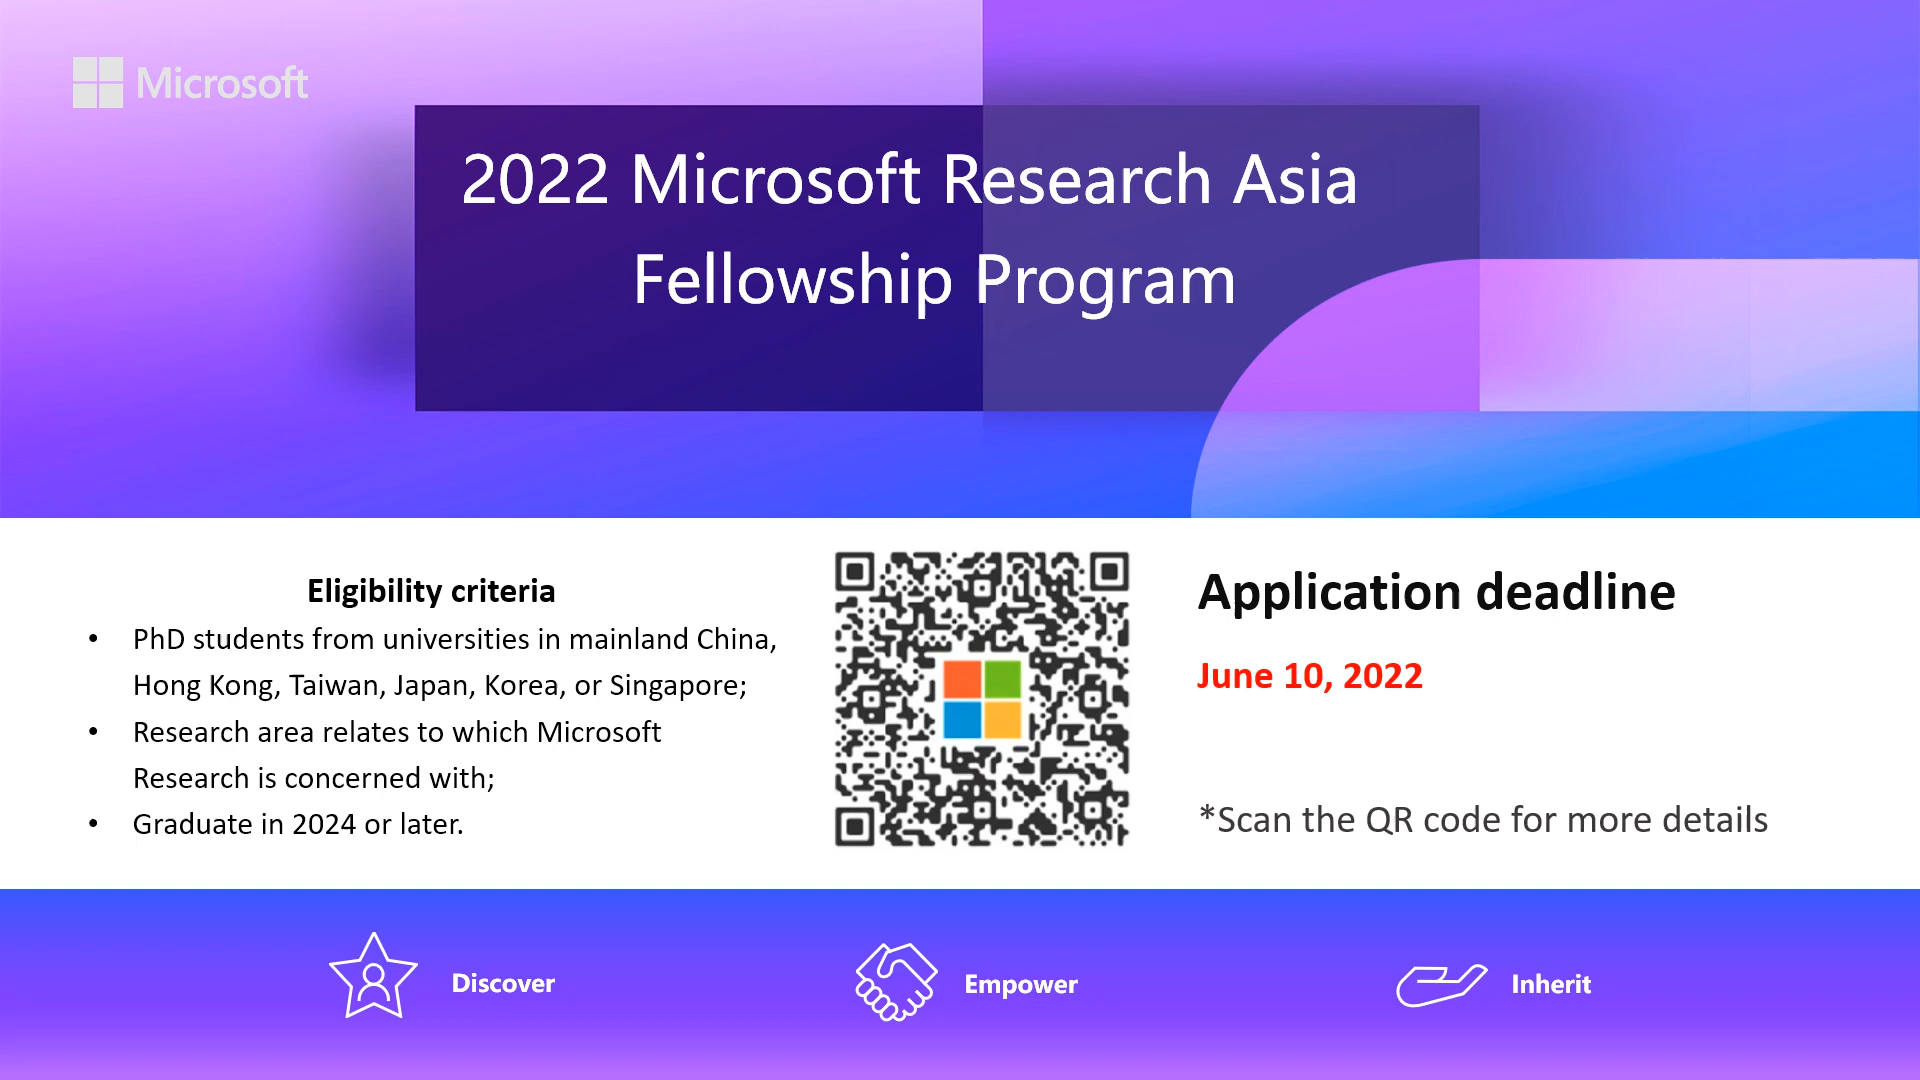 Microsoft
2022 Microsoft Research Asia
Fellowship Program
Eligibility criteria
• PhD students from universities in mainland China,
Hong Kong, Taiwan, Japan, Korea, or Singapore;
• Research area relates to which Microsoft
Research is concerned with;
• Graduate in 2024 or later.
Application deadline
June 10, 2022
*Scan the QR code for more details
Discover
Empower
Inherit